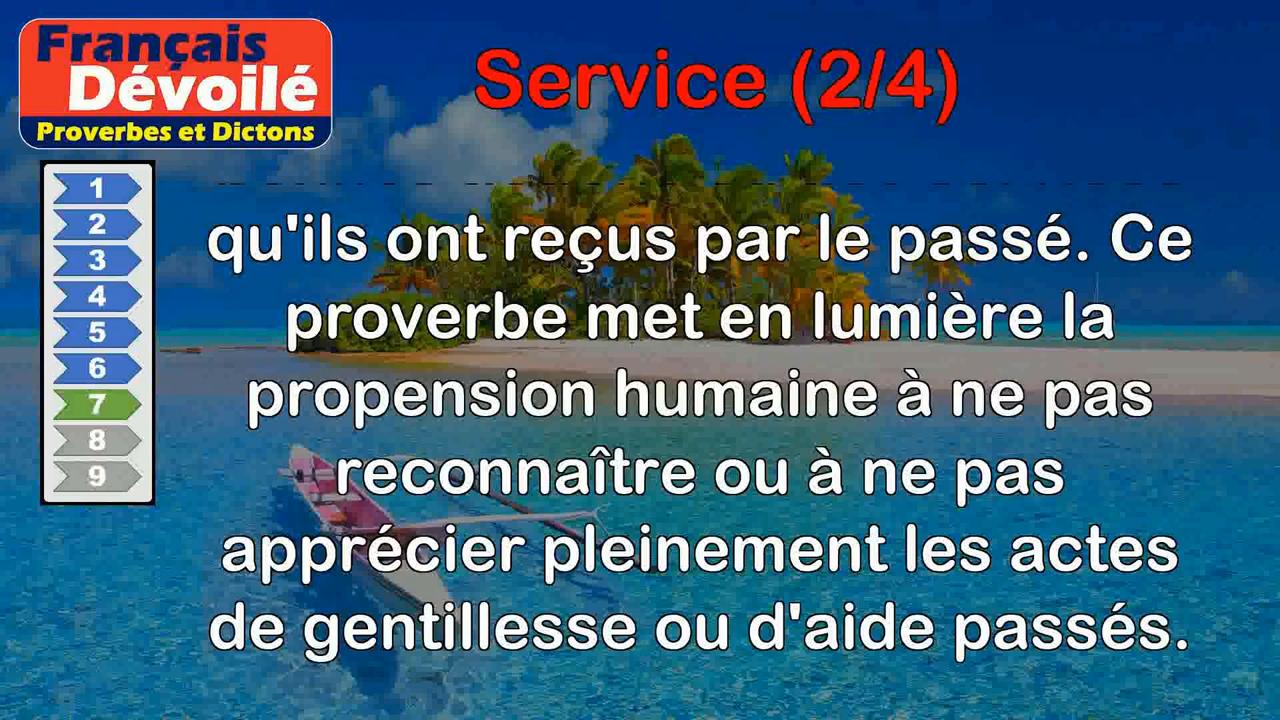 Français
Dévoilé
Proverbes et Dictons
Service (2/4)
1
2
3
4
5
6
7
8
9
qu'ils ont reçus par le passé. Ce
proverbe met en lumière la
propension humaine à ne pas
reconnaître ou à ne pas
apprécier pleinement les actes
de gentillesse ou d'aide passés.